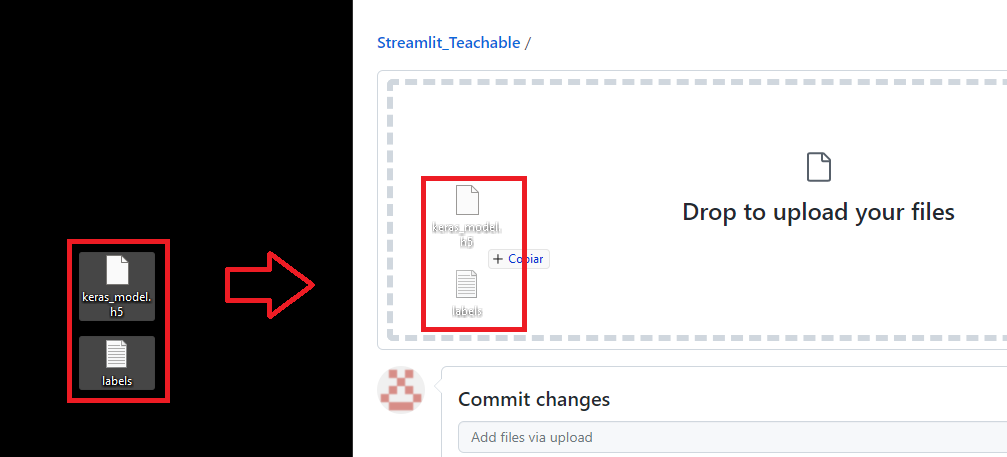 Streamlit_Teachable /
keras_model.
h5
labels
keras_model.
h5
+ Copiar
labels
Drop to upload your files
Commit changes
Add files via upload